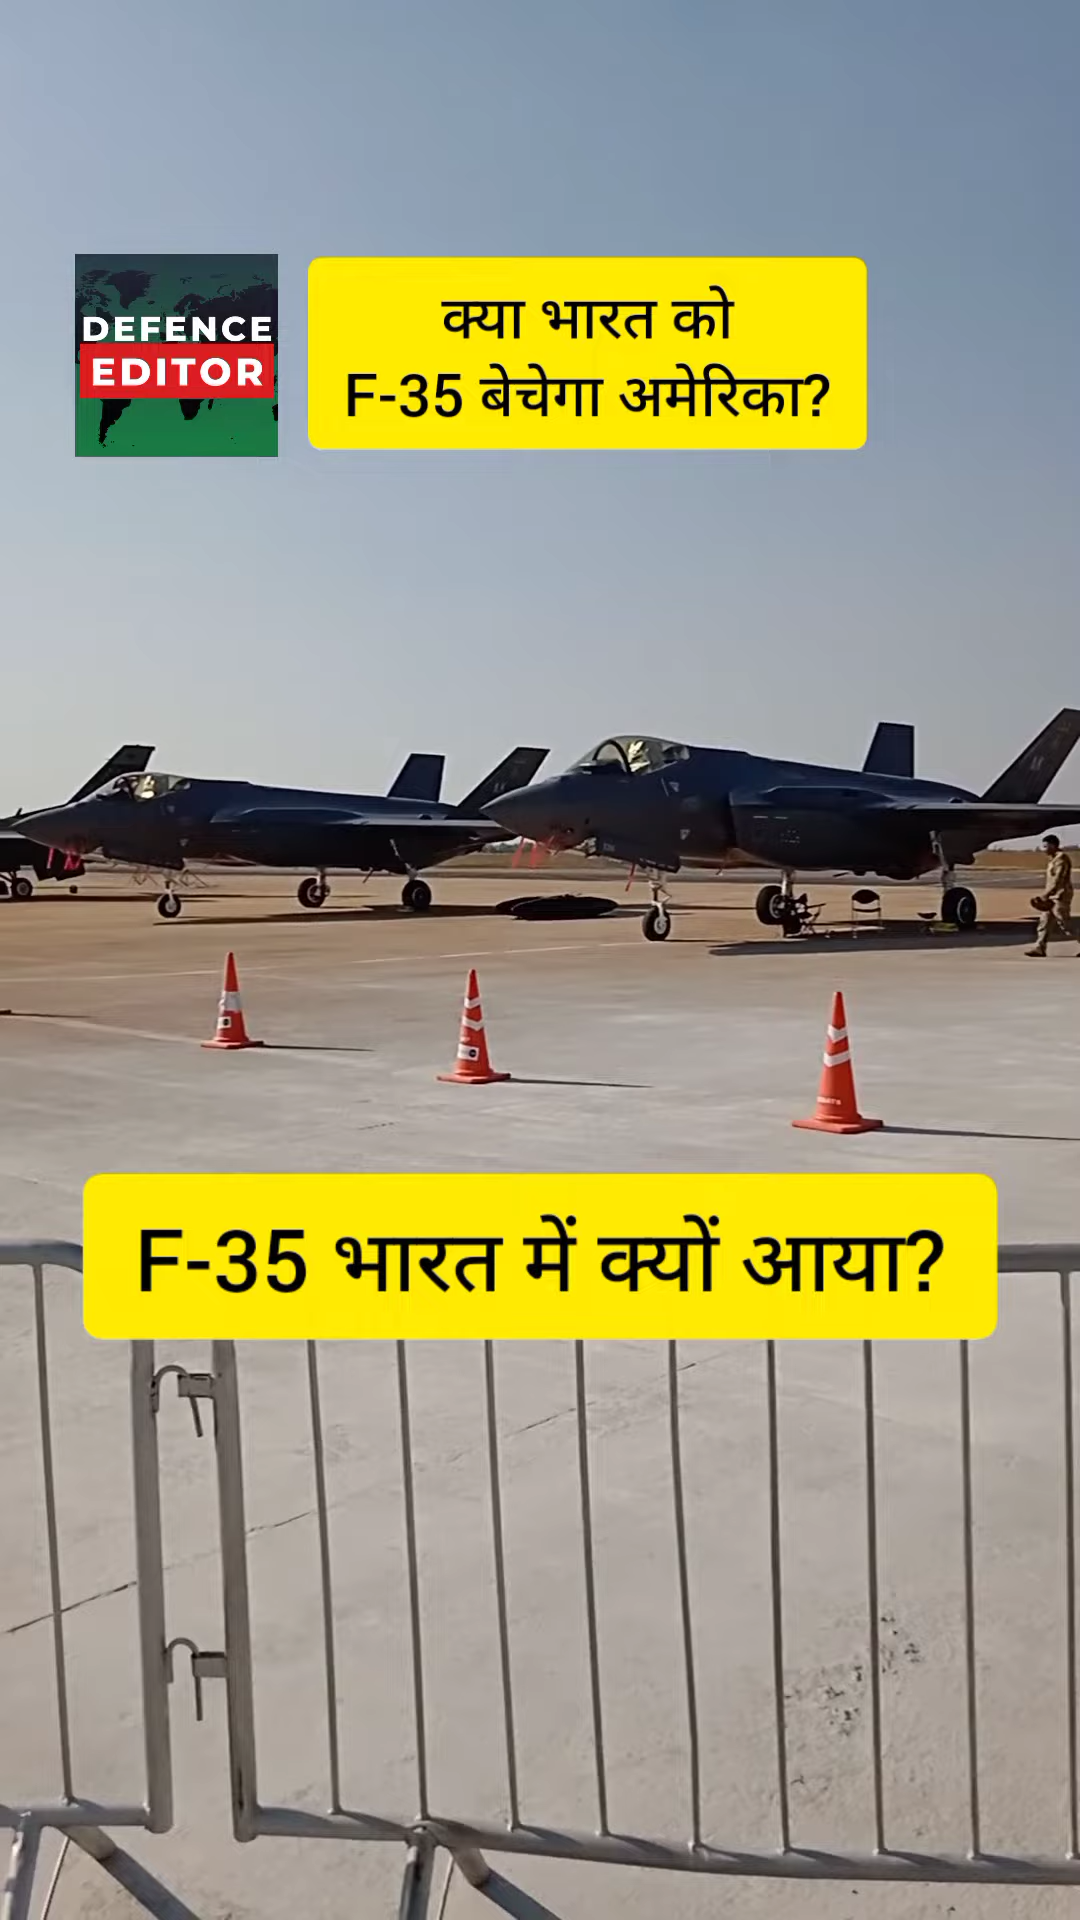 DEFENCE
EDITOR
क्या भारत को
F-35 बेचेगा अमेरिका?
F-35 भारत में क्यों आया?